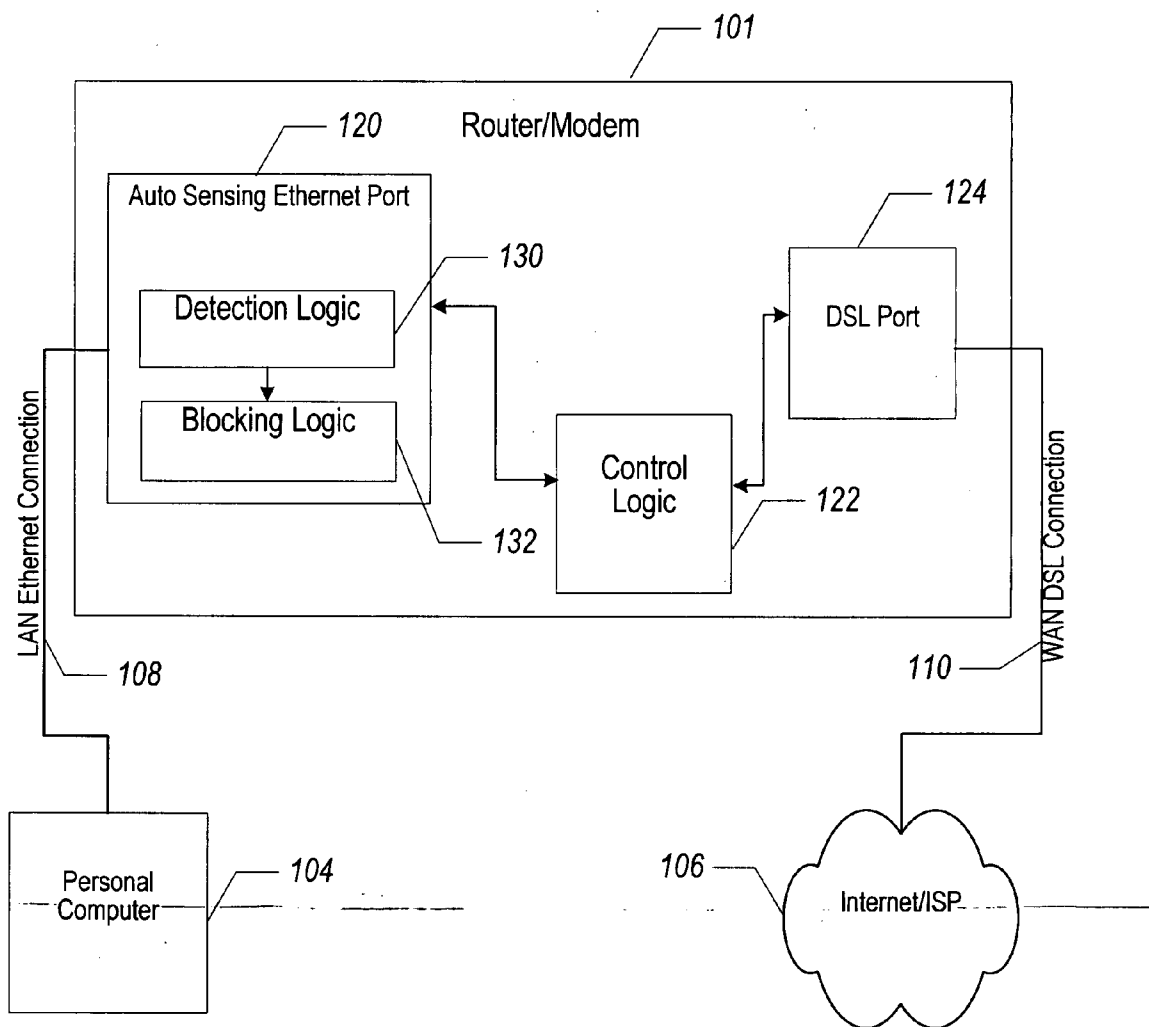 101
Router/Modem
120
Auto Sensing Ethernet Port
124
130
Detection Logic
DSL Port
Blocking Logic
Control
Logic
122
132
LAN Ethernet Connection
WAN DSL Connection
108
110
Personal
Computer
104
106
Internet/ISP